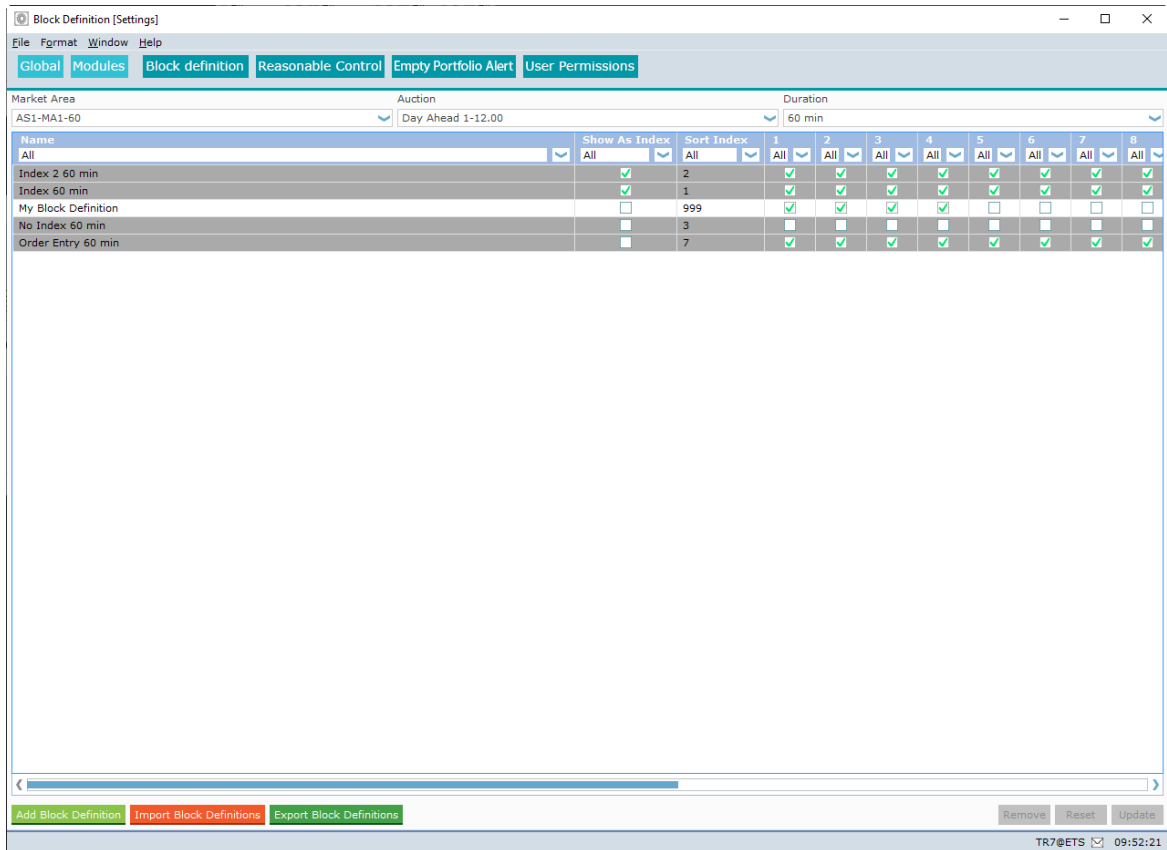 Block Definition [Settings]
File Format Window Help
Global Modules Block definition Reasonable Control Empty Portfolio Alert User Permissions
Market Area Auction Duration
AS1-MA1-60 Day Ahead 1-12.00 60 min
Name Show As Index Sort Index 1 2 3 4 5 6 7 8
All All All All All All All All All All All
Index 2 60 min 2
Index 60 min 1
My Block Definition 999
No Index 60 min 3
Order Entry 60 min 7
Add Block Definition Import Block Definitions Export Block Definitions Remove Reset Update
TR7@ETS 09:52:21